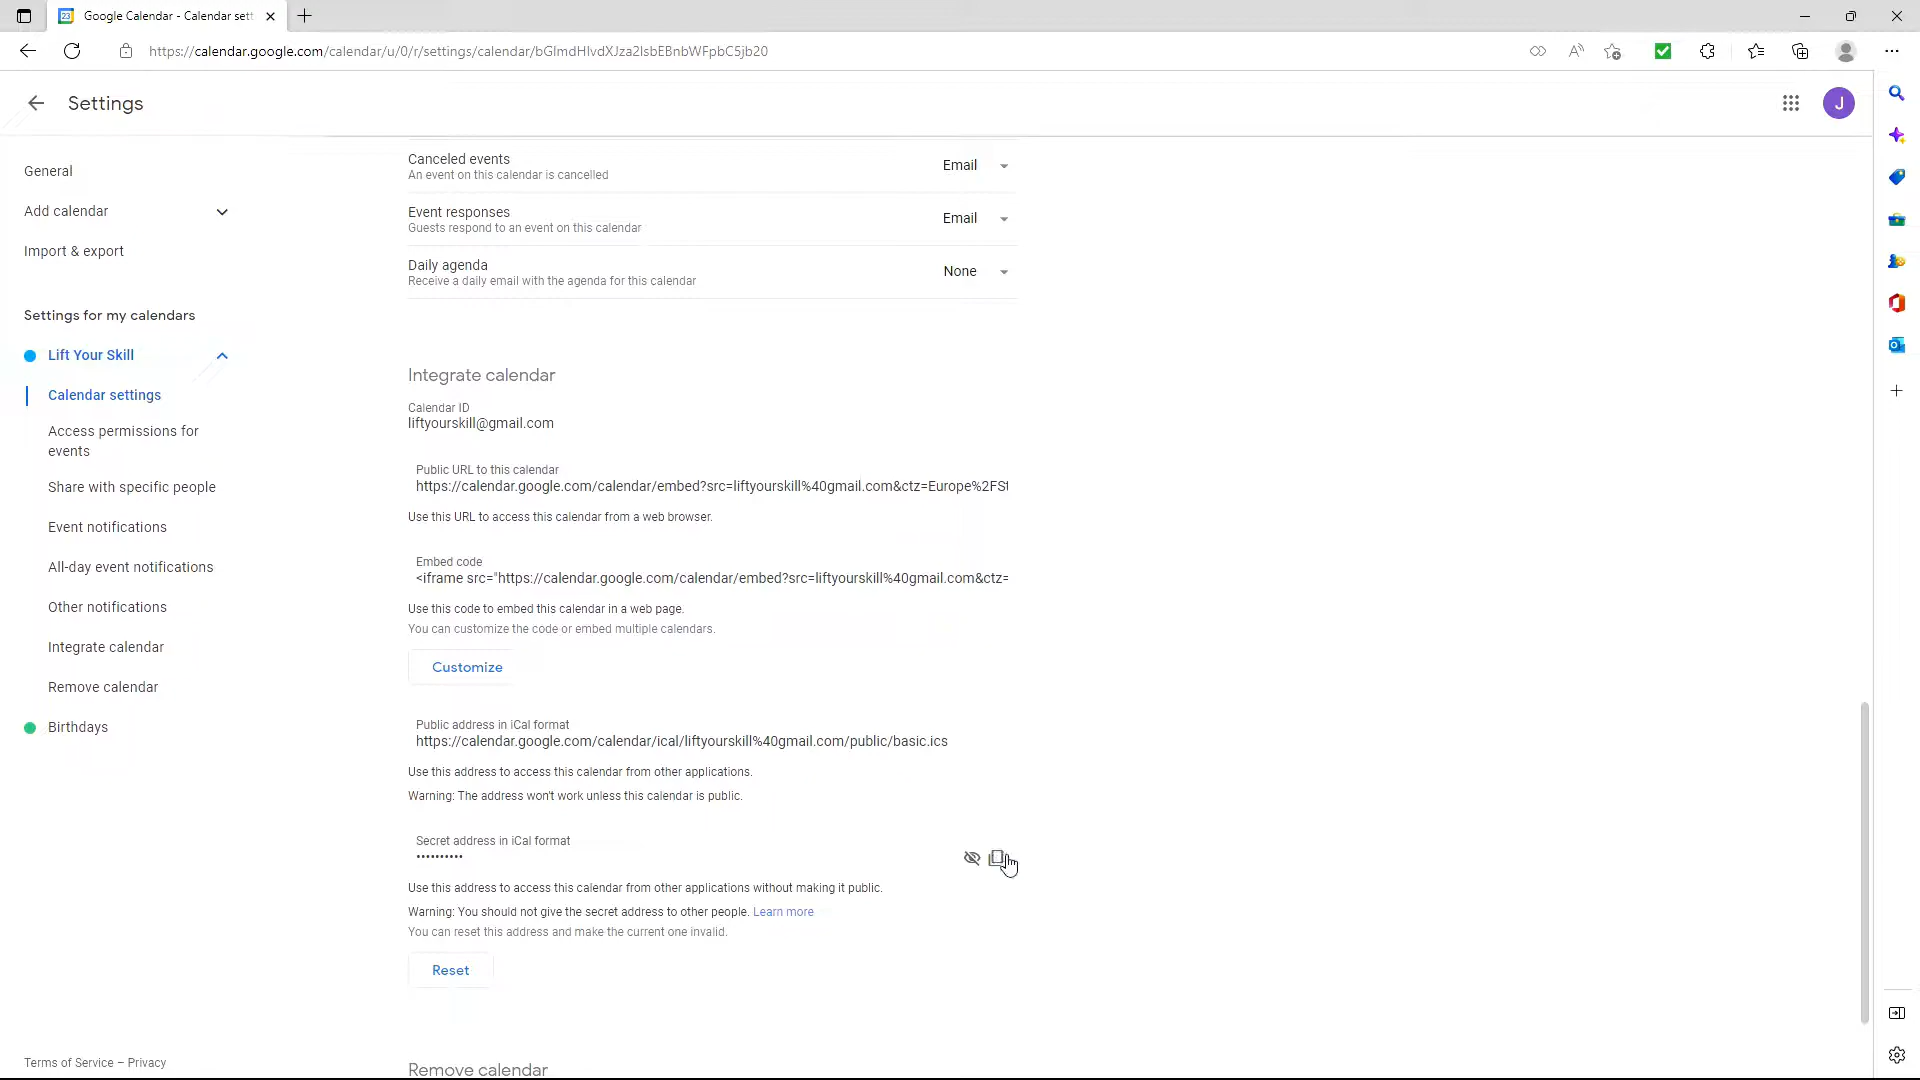 Google Calendar - Calendar sett
https://calendar.google.com/calendar/u/0/r/settings/calendar/bGlmdHlvdXJza2lsbEBnbWFpbC5jb20
Settings
J
General
Add calendar
Import & export
Settings for my calendars
Lift Your Skill
Calendar settings
Access permissions for
events
Share with specific people
Event notifications
All-day event notifications
Other notifications
Integrate calendar
Remove calendar
Birthdays
Terms of Service – Privacy
Canceled events
An event on this calendar is cancelled
Email
Event responses
Guests respond to an event on this calendar
Email
Daily agenda
Receive a daily email with the agenda for this calendar
None
Integrate calendar
Calendar ID
liftyourskill@gmail.com
Public URL to this calendar
https://calendar.google.com/calendar/embed?src=liftyourskill%40gmail.com&ctz=Europe%2FSt
Use this URL to access this calendar from a web browser.
Embed code
<iframe src="https://calendar.google.com/calendar/embed?src=liftyourskill%40gmail.com&ctz=
Use this code to embed this calendar in a web page.
You can customize the code or embed multiple calendars.
Customize
Public address in iCal format
https://calendar.google.com/calendar/ical/liftyourskill%40gmail.com/public/basic.ics
Use this address to access this calendar from other applications.
Warning: The address won't work unless this calendar is public.
Secret address in iCal format
••••••••••
Use this address to access this calendar from other applications without making it public.
Warning: You should not give the secret address to other people. Learn more
You can reset this address and make the current one invalid.
Reset
Remove calendar